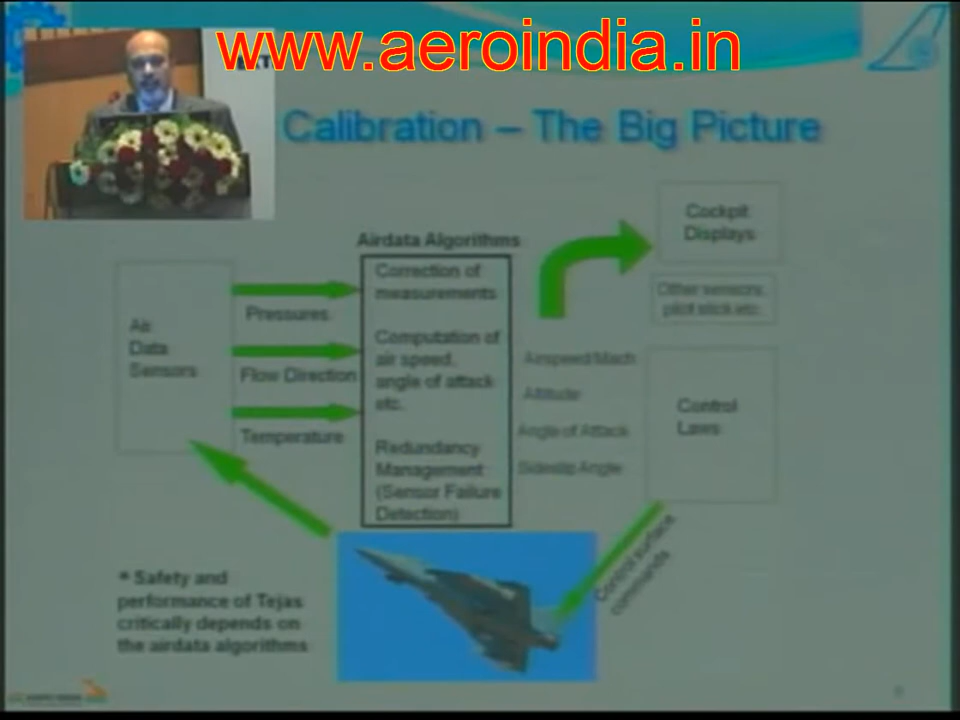 www.aeroindia.in
Calibration – The Big Picture
Cockpit
Displays
Airdata Algorithms
Correction of
measurements
Other sensors,
pilot stick etc.
Pressures
Air
Data
Sensors
Computation of
air speed,
angle of attack
etc.
Airspeed/Mach
Flow Direction
Altitude
Control
Laws
Temperature
Angle of Attack
Redundancy
Management
(Sensor Failure
Detection)
Sideslip Angle
Control surface
commands
* Safety and
performance of Tejas
critically depends on
the airdata algorithms